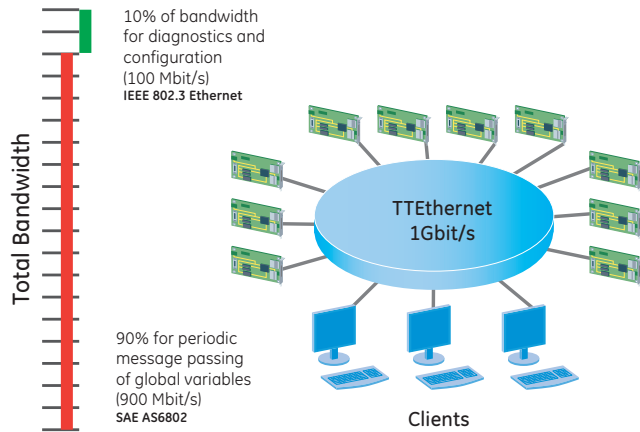 10% of bandwidth
for diagnostics and
configuration
(100 Mbit/s)
IEEE 802.3 Ethernet
Total Bandwidth
TTEthernet
1Gbit/s
90% for periodic
message passing
of global variables
(900 Mbit/s)
SAE AS6802
Clients